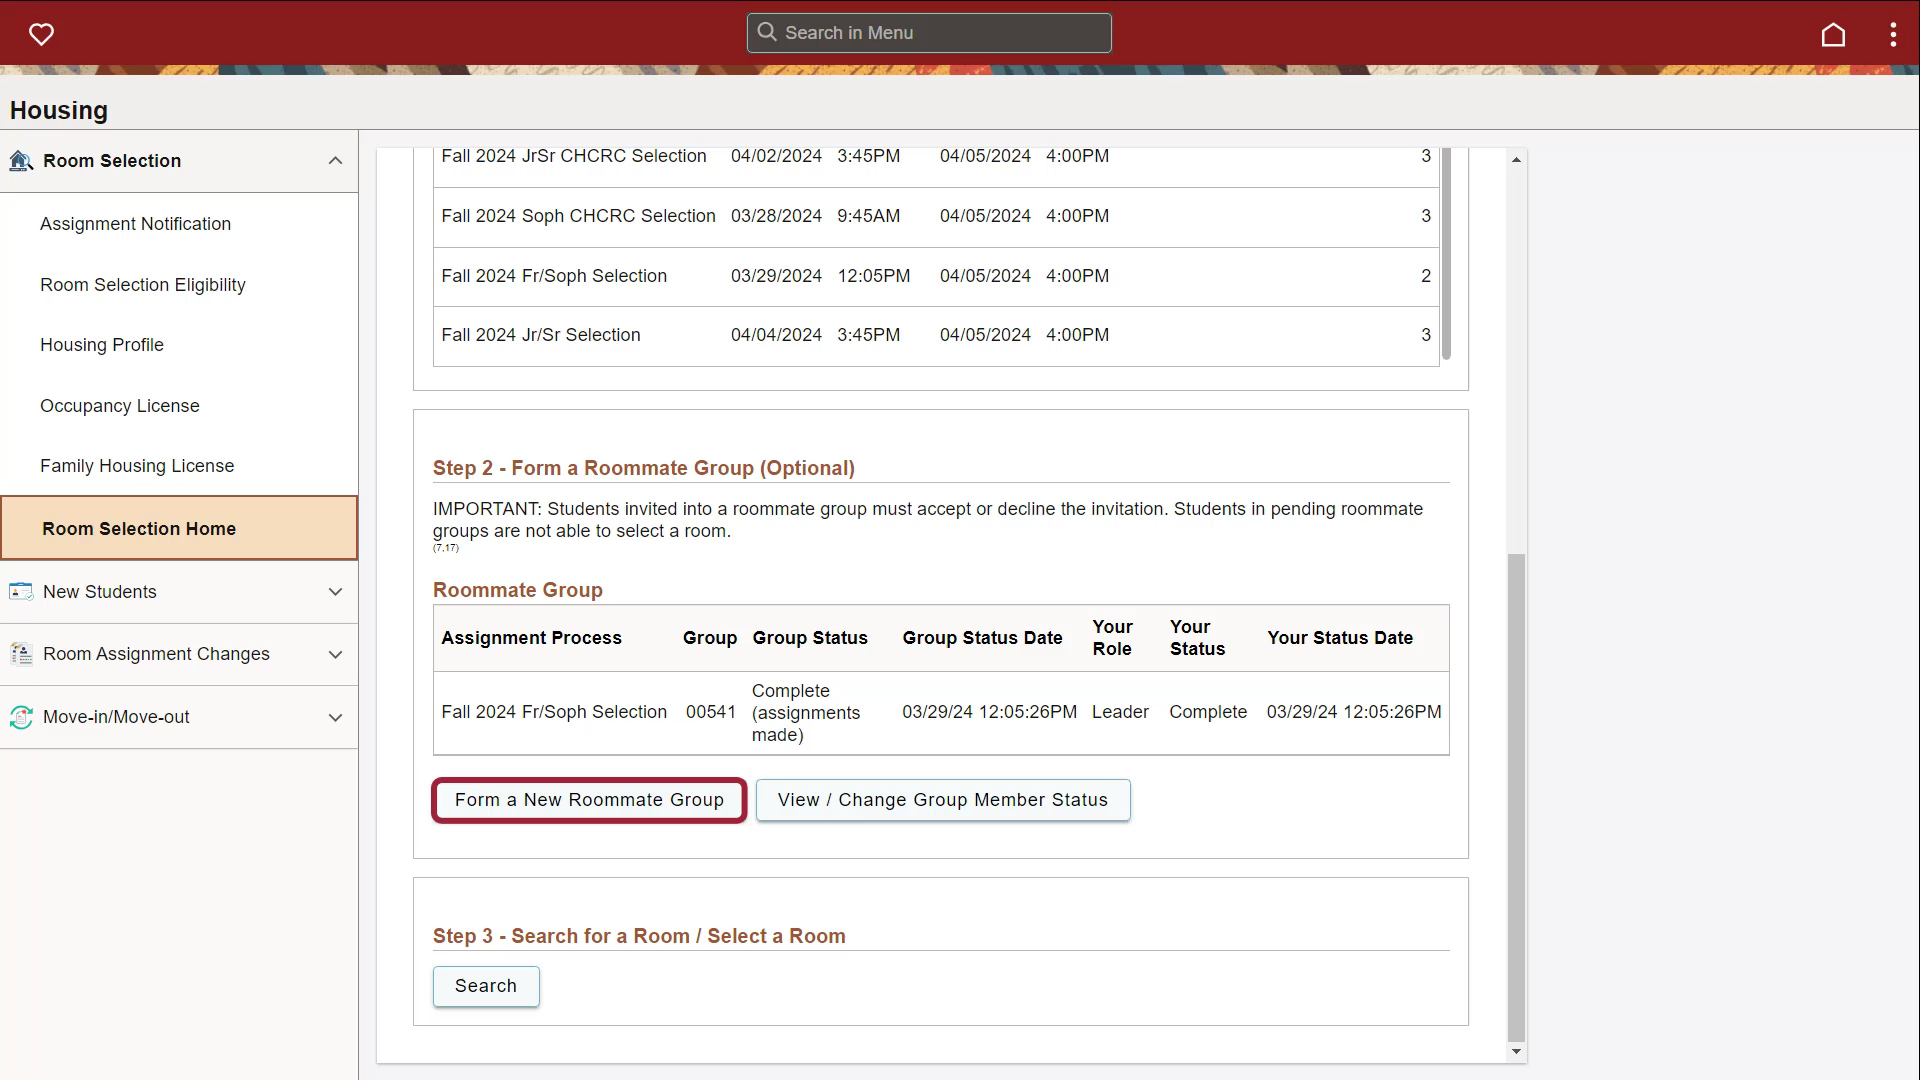 Search in Menu
Housing
Room Selection
Assignment Notification
Room Selection Eligibility
Housing Profile
Occupancy License
Family Housing License
Room Selection Home
New Students
Room Assignment Changes
Move-in/Move-out
Fall 2024 JrSr CHCRC Selection 04/02/2024 3:45PM 04/05/2024 4:00PM 3
Fall 2024 Soph CHCRC Selection 03/28/2024 9:45AM 04/05/2024 4:00PM 3
Fall 2024 Fr/Soph Selection 03/29/2024 12:05PM 04/05/2024 4:00PM 2
Fall 2024 Jr/Sr Selection 04/04/2024 3:45PM 04/05/2024 4:00PM 3
Step 2 - Form a Roommate Group (Optional)
IMPORTANT: Students invited into a roommate group must accept or decline the invitation. Students in pending roommate
groups are not able to select a room.
(7,17)
Roommate Group
Assignment Process Group Group Status Group Status Date Your Role Your Status Your Status Date
Fall 2024 Fr/Soph Selection 00541 Complete (assignments made) 03/29/24 12:05:26PM Leader Complete 03/29/24 12:05:26PM
Form a New Roommate Group View / Change Group Member Status
Step 3 - Search for a Room / Select a Room
Search